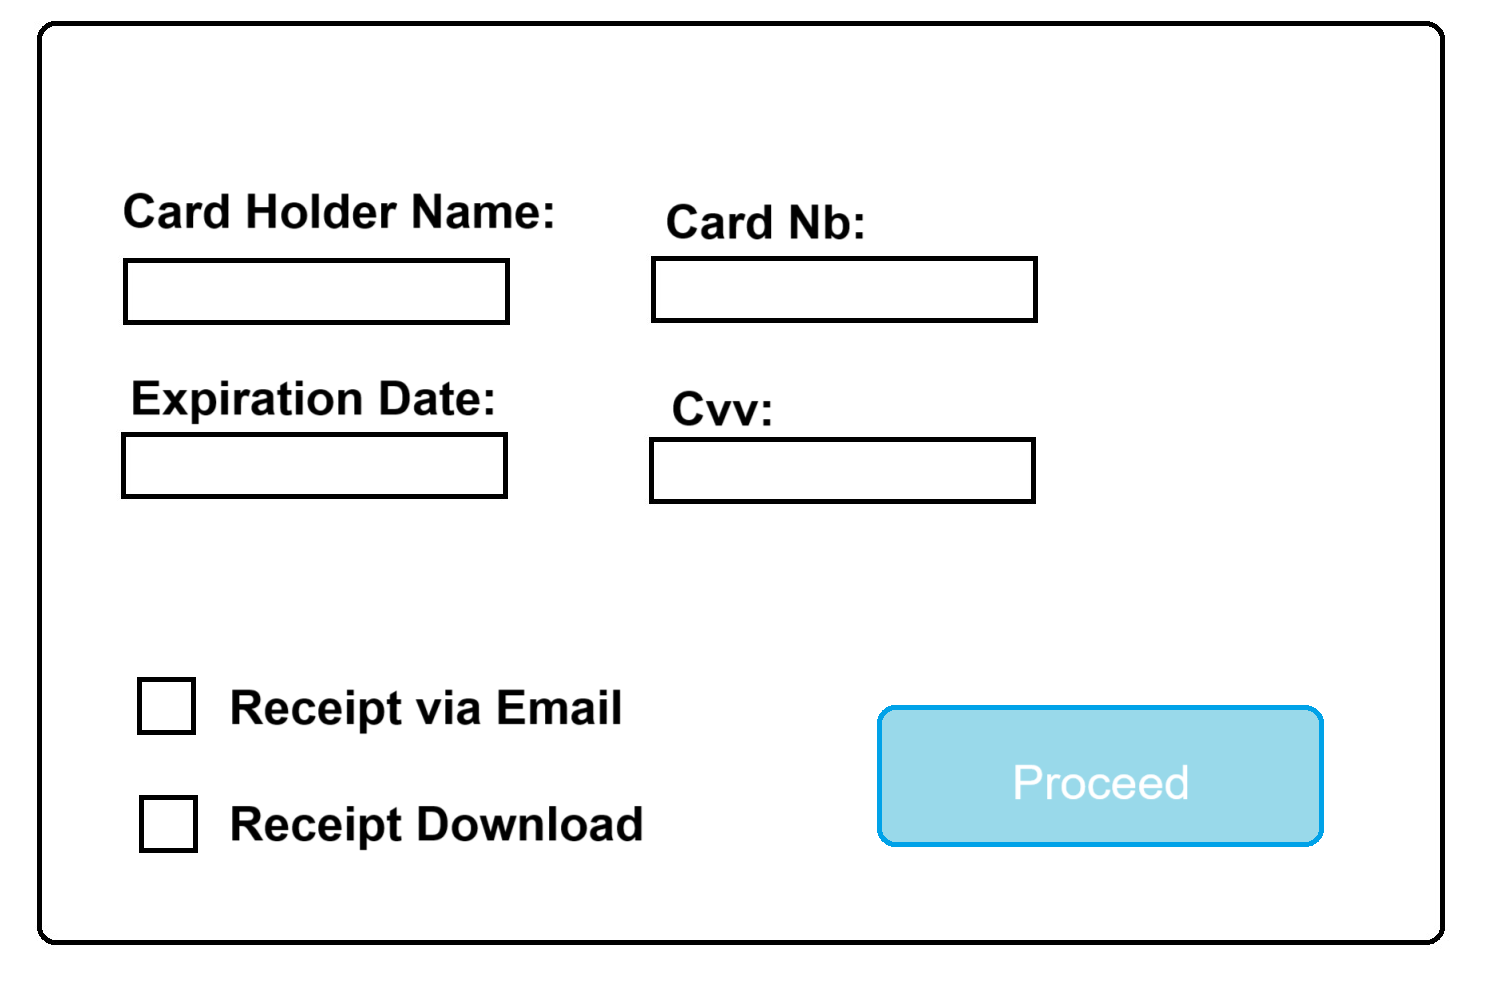 Card Holder Name:
Card Nb:
Expiration Date:
Cvv:
Receipt via Email
Receipt Download
Proceed